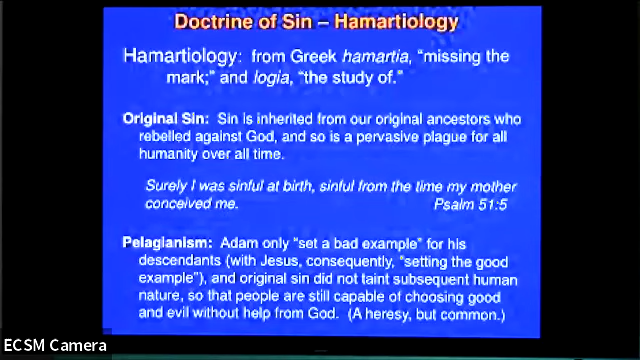 Doctrine of Sin – Hamartiology
Hamartiology: from Greek hamartia, “missing the
mark;” and logia, “the study of.”
Original Sin: Sin is inherited from our original ancestors who
rebelled against God, and so is a pervasive plague for all
humanity over all time.
Surely I was sinful at birth, sinful from the time my mother
conceived me. Psalm 51:5
Pelagianism: Adam only “set a bad example” for his
descendants (with Jesus, consequently, “setting the good
example”), and original sin did not taint subsequent human
nature, so that people are still capable of choosing good
and evil without help from God. (A heresy, but common.)
ECSM Camera